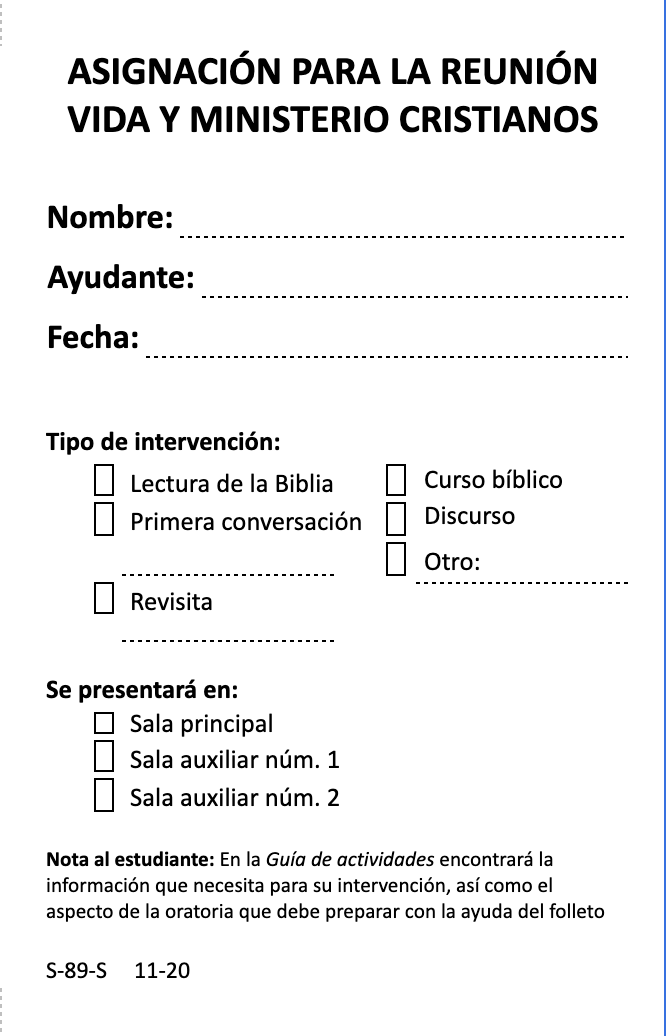 ASIGNACIÓN PARA LA REUNIÓN
VIDA Y MINISTERIO CRISTIANOS
Nombre:
Ayudante:
Fecha:
Tipo de intervención:
Lectura de la Biblia
Primera conversación
Revisita
Curso bíblico
Discurso
Otro:
Se presentará en:
Sala principal
Sala auxiliar núm. 1
Sala auxiliar núm. 2
Nota al estudiante: En la Guía de actividades encontrará la
información que necesita para su intervención, así como el
aspecto de la oratoria que debe preparar con la ayuda del folleto
S-89-S 11-20